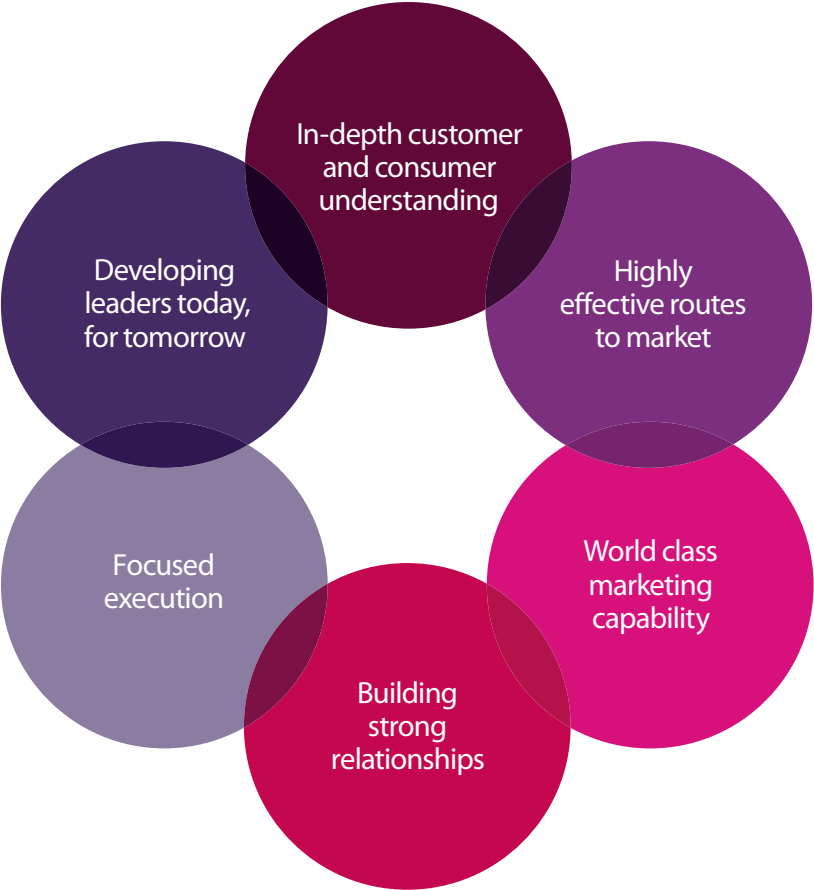 In-depth customer
and consumer
understanding
Highly
effective routes
to market
World class
marketing
capability
Building
strong
relationships
Focused
execution
Developing
leaders today,
for tomorrow